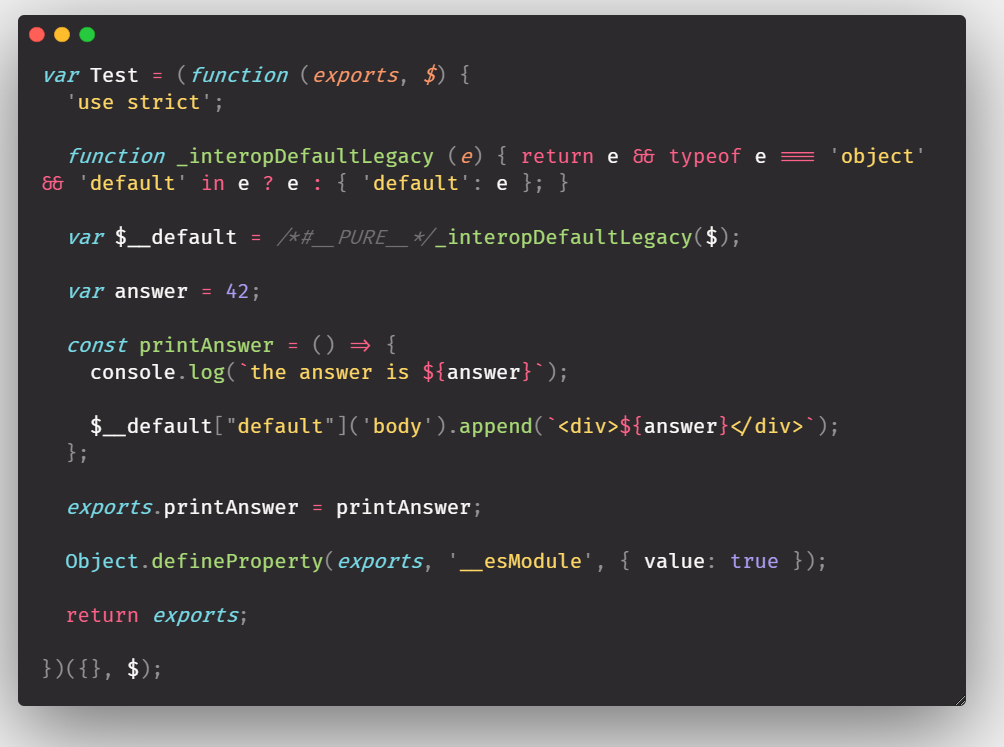 var Test = (function (exports, $) {
  'use strict';

  function _interopDefaultLegacy (e) { return e && typeof e === 'object'
&& 'default' in e ? e : { 'default': e }; }

  var $__default = /*#__PURE__*/_interopDefaultLegacy($);

  var answer = 42;

  const printAnswer = () => {
    console.log(`the answer is ${answer}`);

    $__default["default"]('body').append(`<div>${answer}</div>`);
  };

  exports.printAnswer = printAnswer;

  Object.defineProperty(exports, '__esModule', { value: true });

  return exports;

})({}, $);